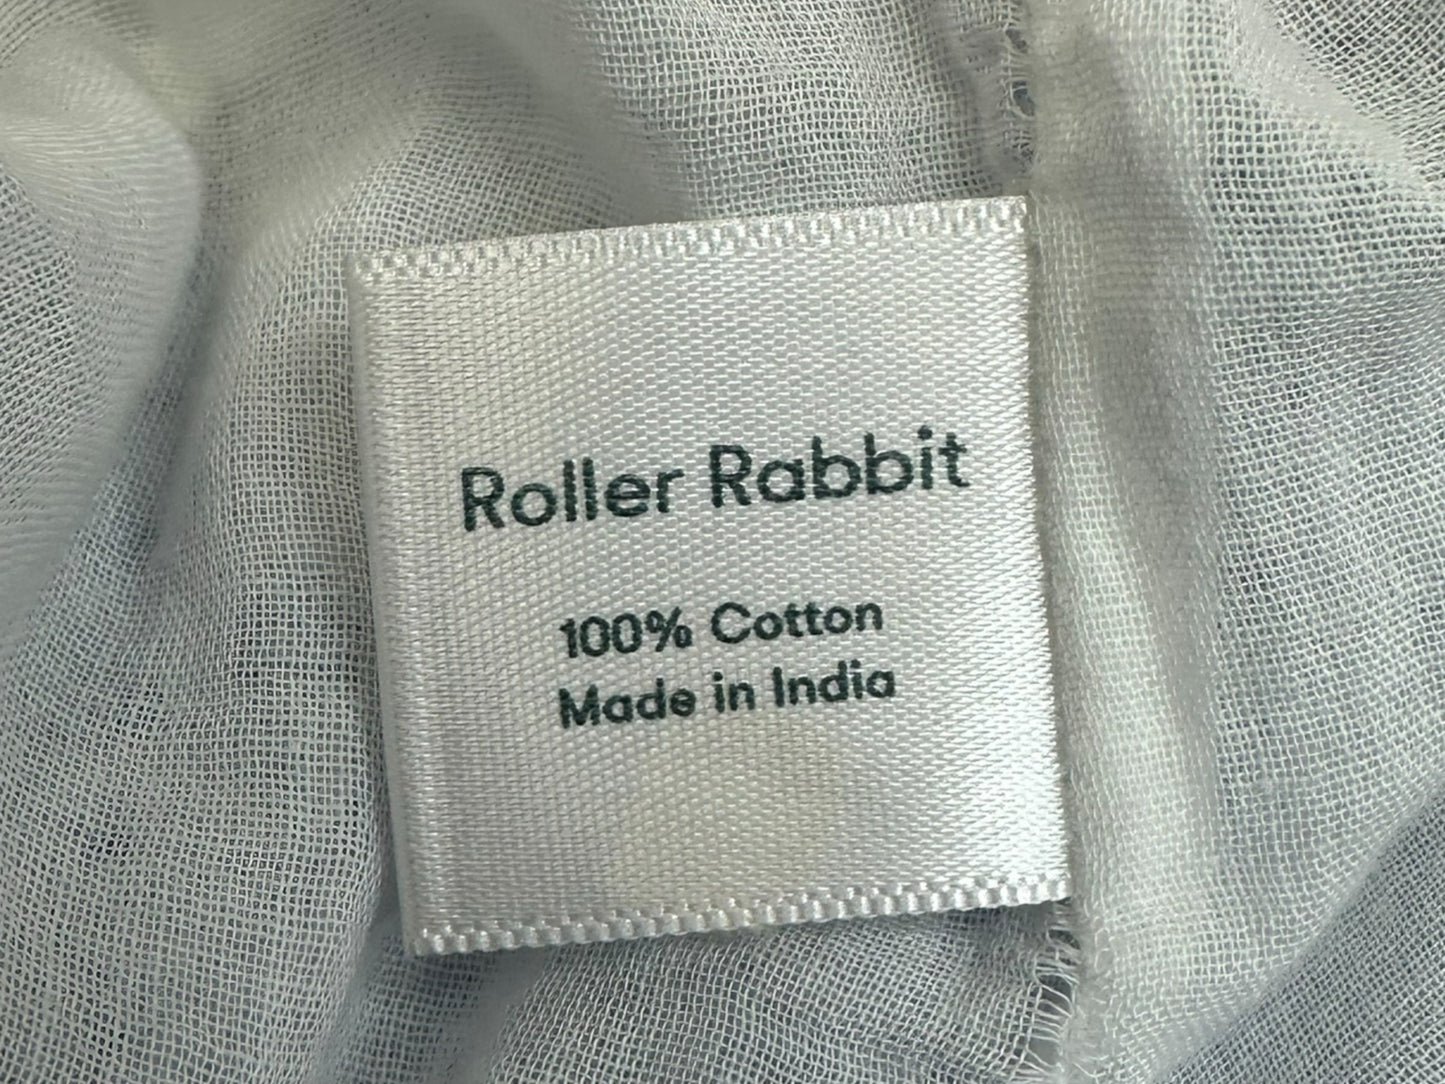 Roller Rabbit
100% Cotton
Made in India